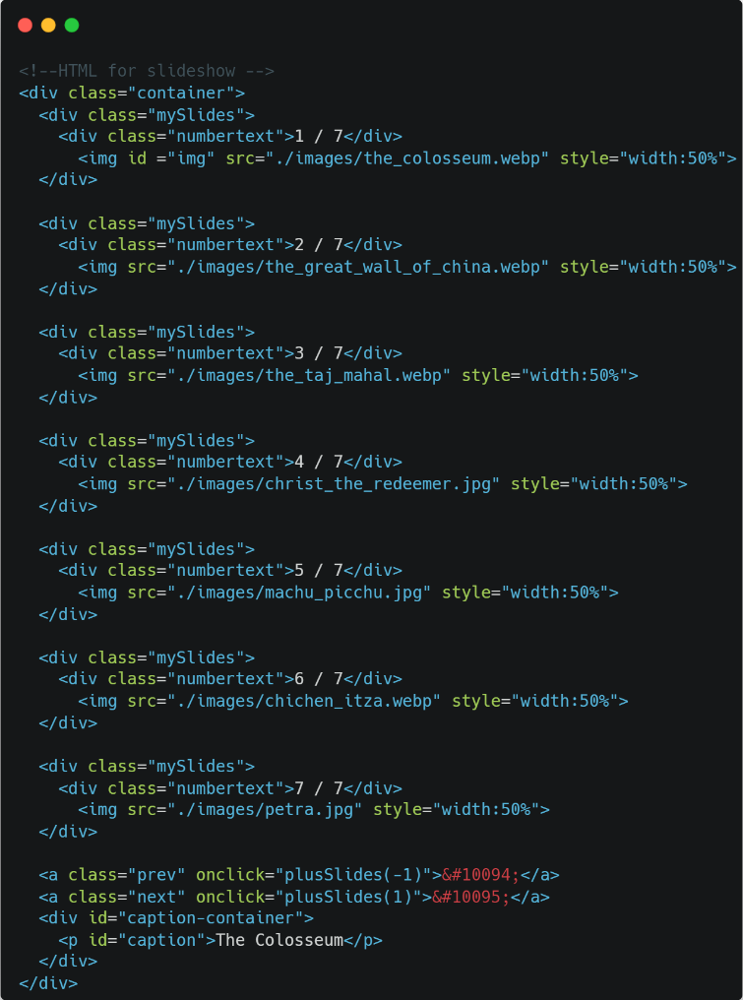 <!--HTML for slideshow -->
<div class="container">
  <div class="mySlides">
    <div class="numbertext">1 / 7</div>
      <img id ="img" src="./images/the_colosseum.webp" style="width:50%">
  </div>

  <div class="mySlides">
    <div class="numbertext">2 / 7</div>
      <img src="./images/the_great_wall_of_china.webp" style="width:50%">
  </div>

  <div class="mySlides">
    <div class="numbertext">3 / 7</div>
      <img src="./images/the_taj_mahal.webp" style="width:50%">
  </div>

  <div class="mySlides">
    <div class="numbertext">4 / 7</div>
      <img src="./images/christ_the_redeemer.jpg" style="width:50%">
  </div>

  <div class="mySlides">
    <div class="numbertext">5 / 7</div>
      <img src="./images/machu_picchu.jpg" style="width:50%">
  </div>

  <div class="mySlides">
    <div class="numbertext">6 / 7</div>
      <img src="./images/chichen_itza.webp" style="width:50%">
  </div>

  <div class="mySlides">
    <div class="numbertext">7 / 7</div>
      <img src="./images/petra.jpg" style="width:50%">
  </div>

  <a class="prev" onclick="plusSlides(-1)">&#10094;</a>
  <a class="next" onclick="plusSlides(1)">&#10095;</a>
  <div id="caption-container">
    <p id="caption">The Colosseum</p>
  </div>
</div>